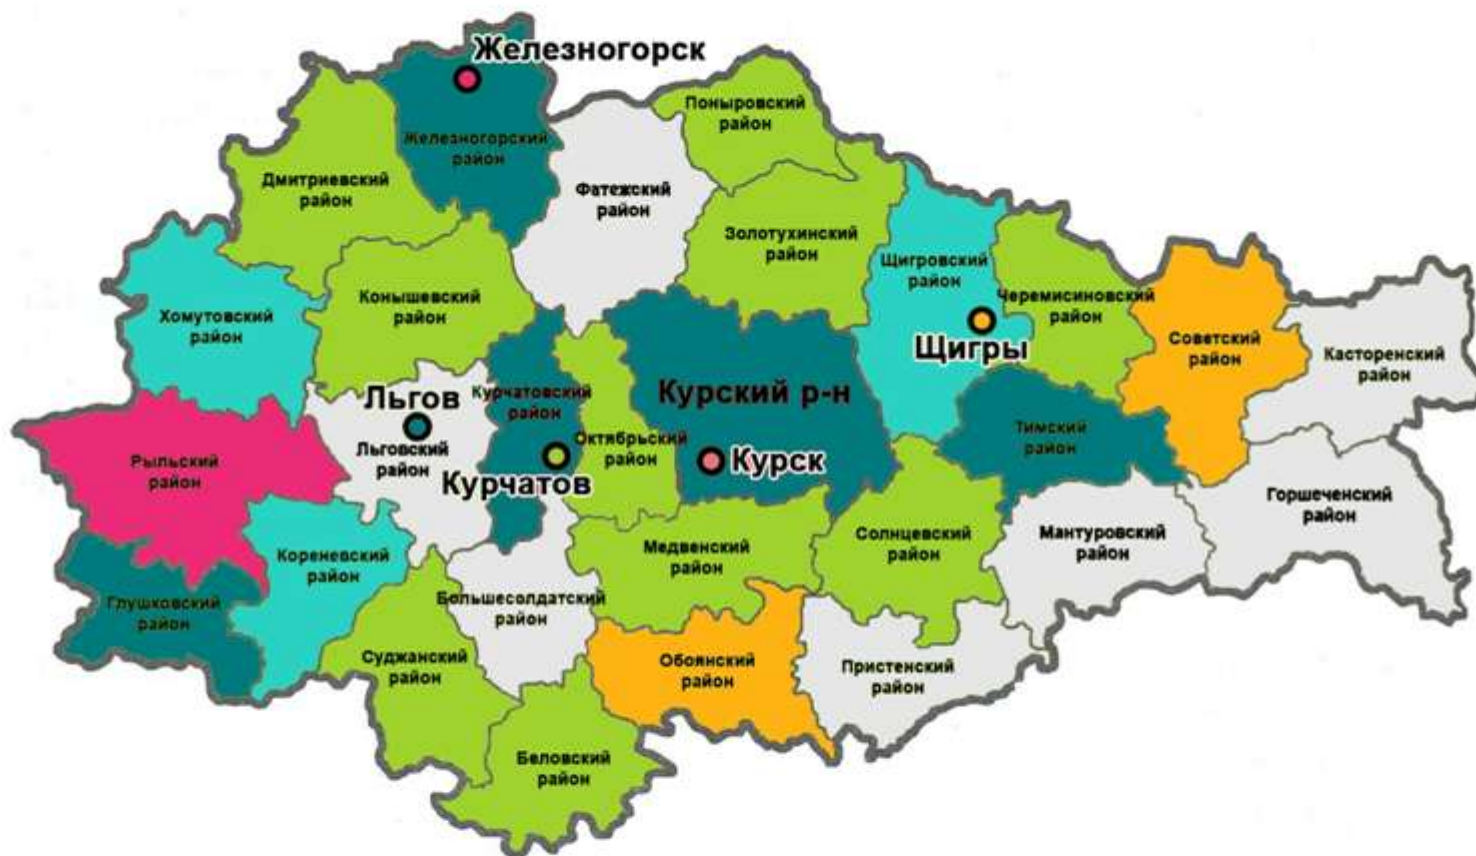 Железногорск
Поныровский
район
Железногорский
район
Дмитриевский
район
Фатежский
район
Золотухинский
район
Щигровский
район
Черемисиновский
район
Конышевский
район
Хомутовский
район
Щигры
Советский
район
Касторенский
район
Курчатовский
район
Курский р-н
Льгов
Льговский
район
Октябрьский
район
Тимский
район
Рыльский
район
Курчатов
Курск
Горшеченский
район
Мантуровский
район
Солнцевский
район
Медвенский
район
Кореневский
район
Глушковский
район
Большесолдатский
район
Суджанский
район
Обоянский
район
Пристенский
район
Беловский
район